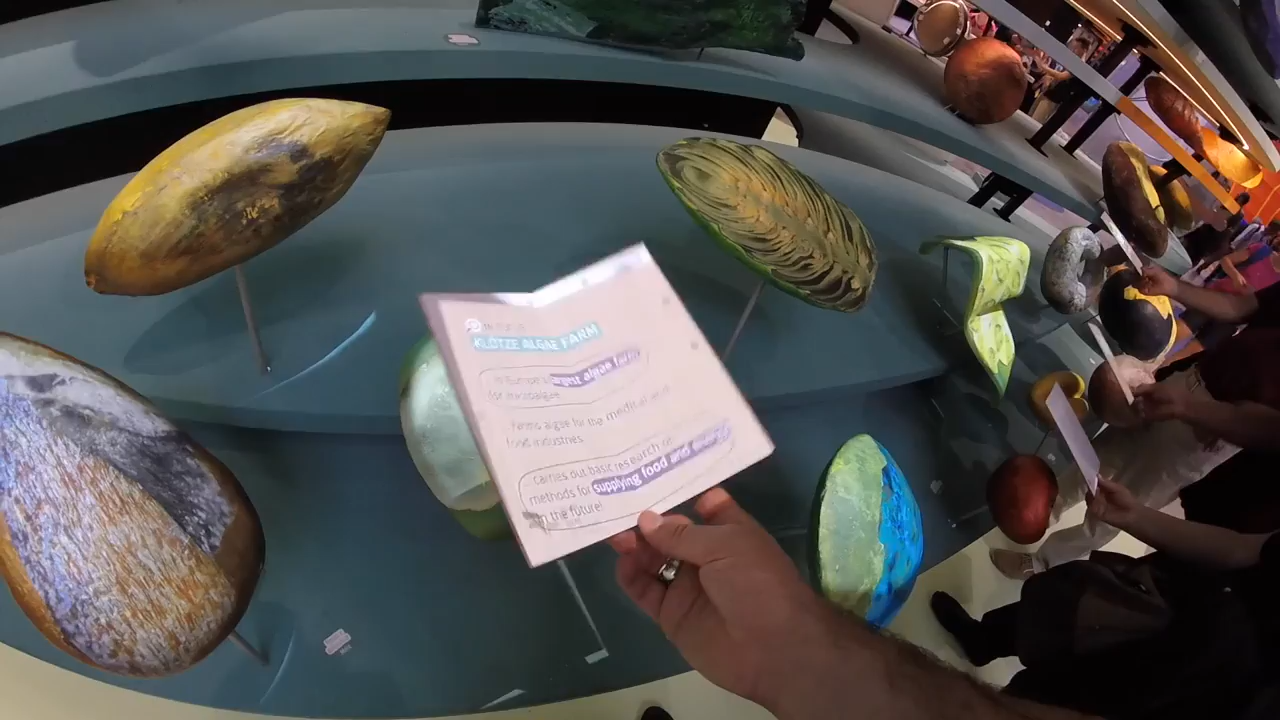 KLÖTZE ALGAE FARM
in Europe's largest algae farm
for microalgae
farms algae for the medical and
food industries
carries out basic research on
methods for supplying food and energy
in the future!